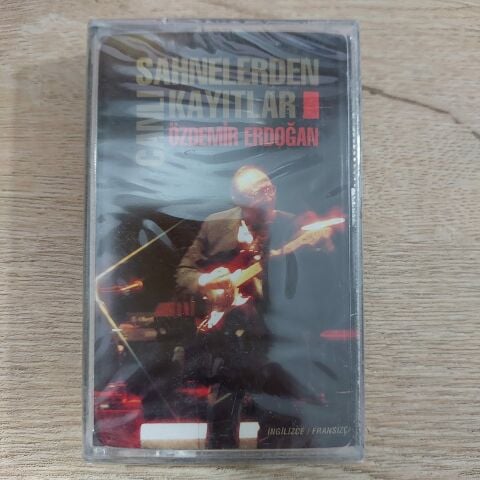 CANLI
SAHNELERDEN
KAYITLAR
ÖZDEMİR ERDOĞAN
İNGİLİZCE / FRANSIZCA